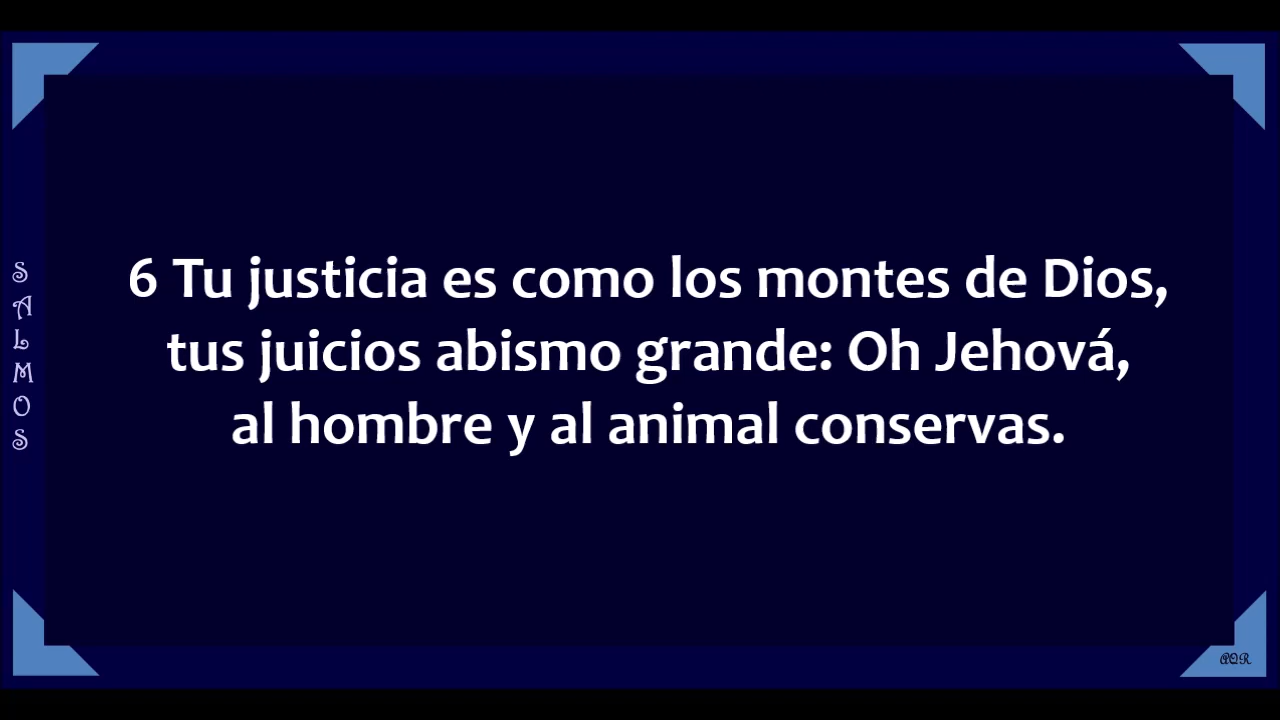 SALMOS
6 Tu justicia es como los montes de Dios,
tus juicios abismo grande: Oh Jehová,
al hombre y al animal conservas.